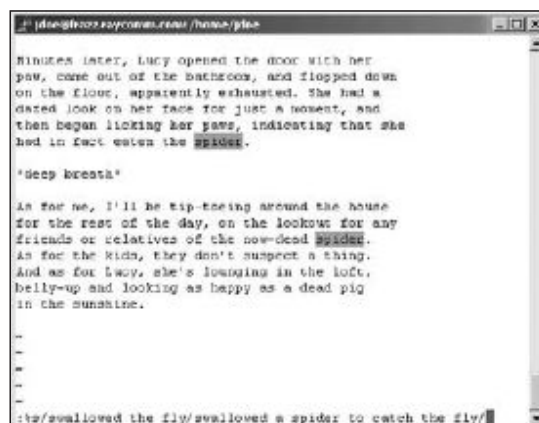 jdoe@frazz.raycomm.com: /home/jdoe
Minutes later, Lucy opened the door with her
paw, came out of the bathroom, and flopped down
on the floor, apparently exhausted. She had a
dazed look on her face for just a moment, and
then began licking her paws, indicating that she
had in fact eaten the spider.
*deep breath*
As for me, I'll be tip-toeing around the house
for the rest of the day, on the lookout for any
friends or relatives of the now-dead spider.
As for the kids, they don't suspect a thing.
And as for Lucy, she's lounging in the loft,
belly-up and looking as happy as a dead pig
in the sunshine.
~
~
~
~
~
:%s/swallowed the fly/swallowed a spider to catch the fly/